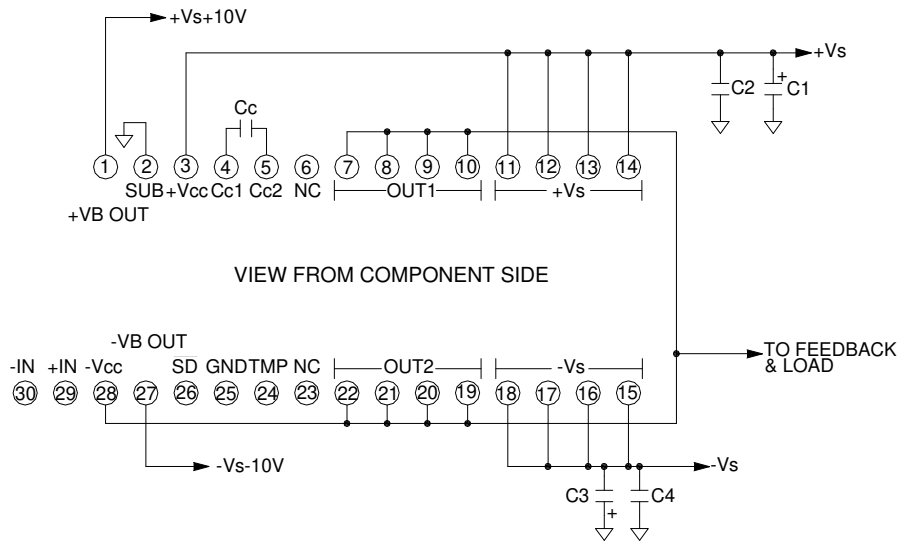 +Vs+10V
+Vs
C2 C1
Cc
1 2 3 4 5 6 7 8 9 10 11 12 13 14
SUB +Vcc Cc1 Cc2 NC OUT1 +Vs
+VB OUT
VIEW FROM COMPONENT SIDE
-VB OUT
-IN +IN -Vcc SD GND TMP NC OUT2 -Vs
TO FEEDBACK
& LOAD
30 29 28 27 26 25 24 23 22 21 20 19 18 17 16 15
-Vs-10V
-Vs
C3 C4